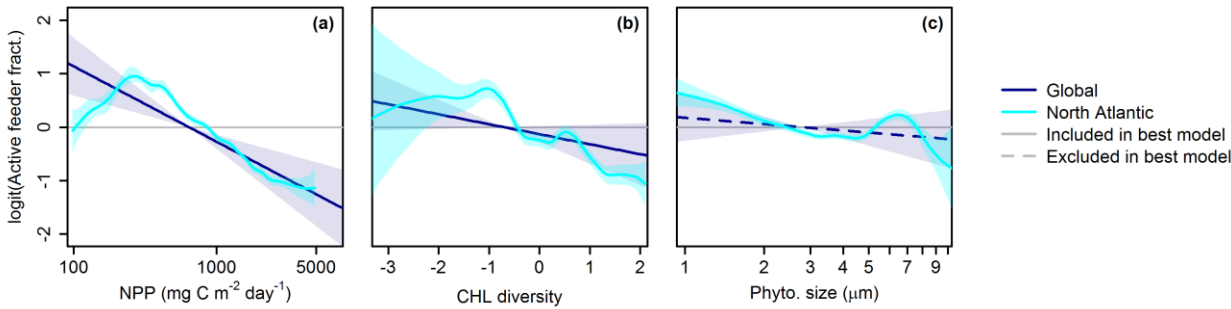 logit(Active feeder fract.)
2
1
0
-1
-2
(a)
100 1000 5000
NPP (mg C m⁻² day⁻¹)
(b)
-3 -2 -1 0 1 2
CHL diversity
(c)
1 2 3 4 5 7 9
Phyto. size (μm)
Global
North Atlantic
Included in best model
Excluded in best model